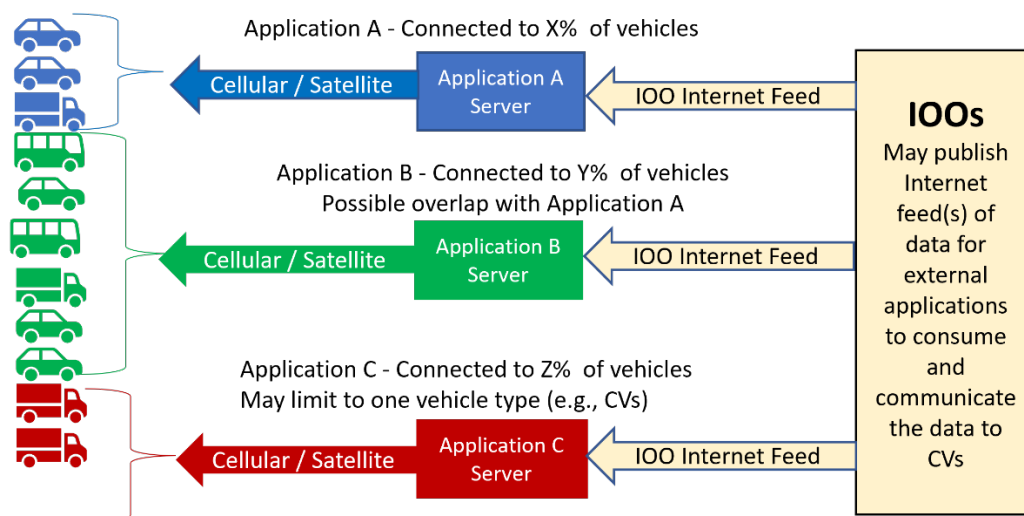 Application A - Connected to X% of vehicles
Cellular / Satellite
Application A
Server
IOO Internet Feed
Application B - Connected to Y% of vehicles
Possible overlap with Application A
Cellular / Satellite
Application B
Server
IOO Internet Feed
Application C - Connected to Z% of vehicles
May limit to one vehicle type (e.g., CVs)
Cellular / Satellite
Application C
Server
IOO Internet Feed
IOOs
May publish
Internet
feed(s) of
data for
external
applications
to consume
and
communicate
the data to
CVs